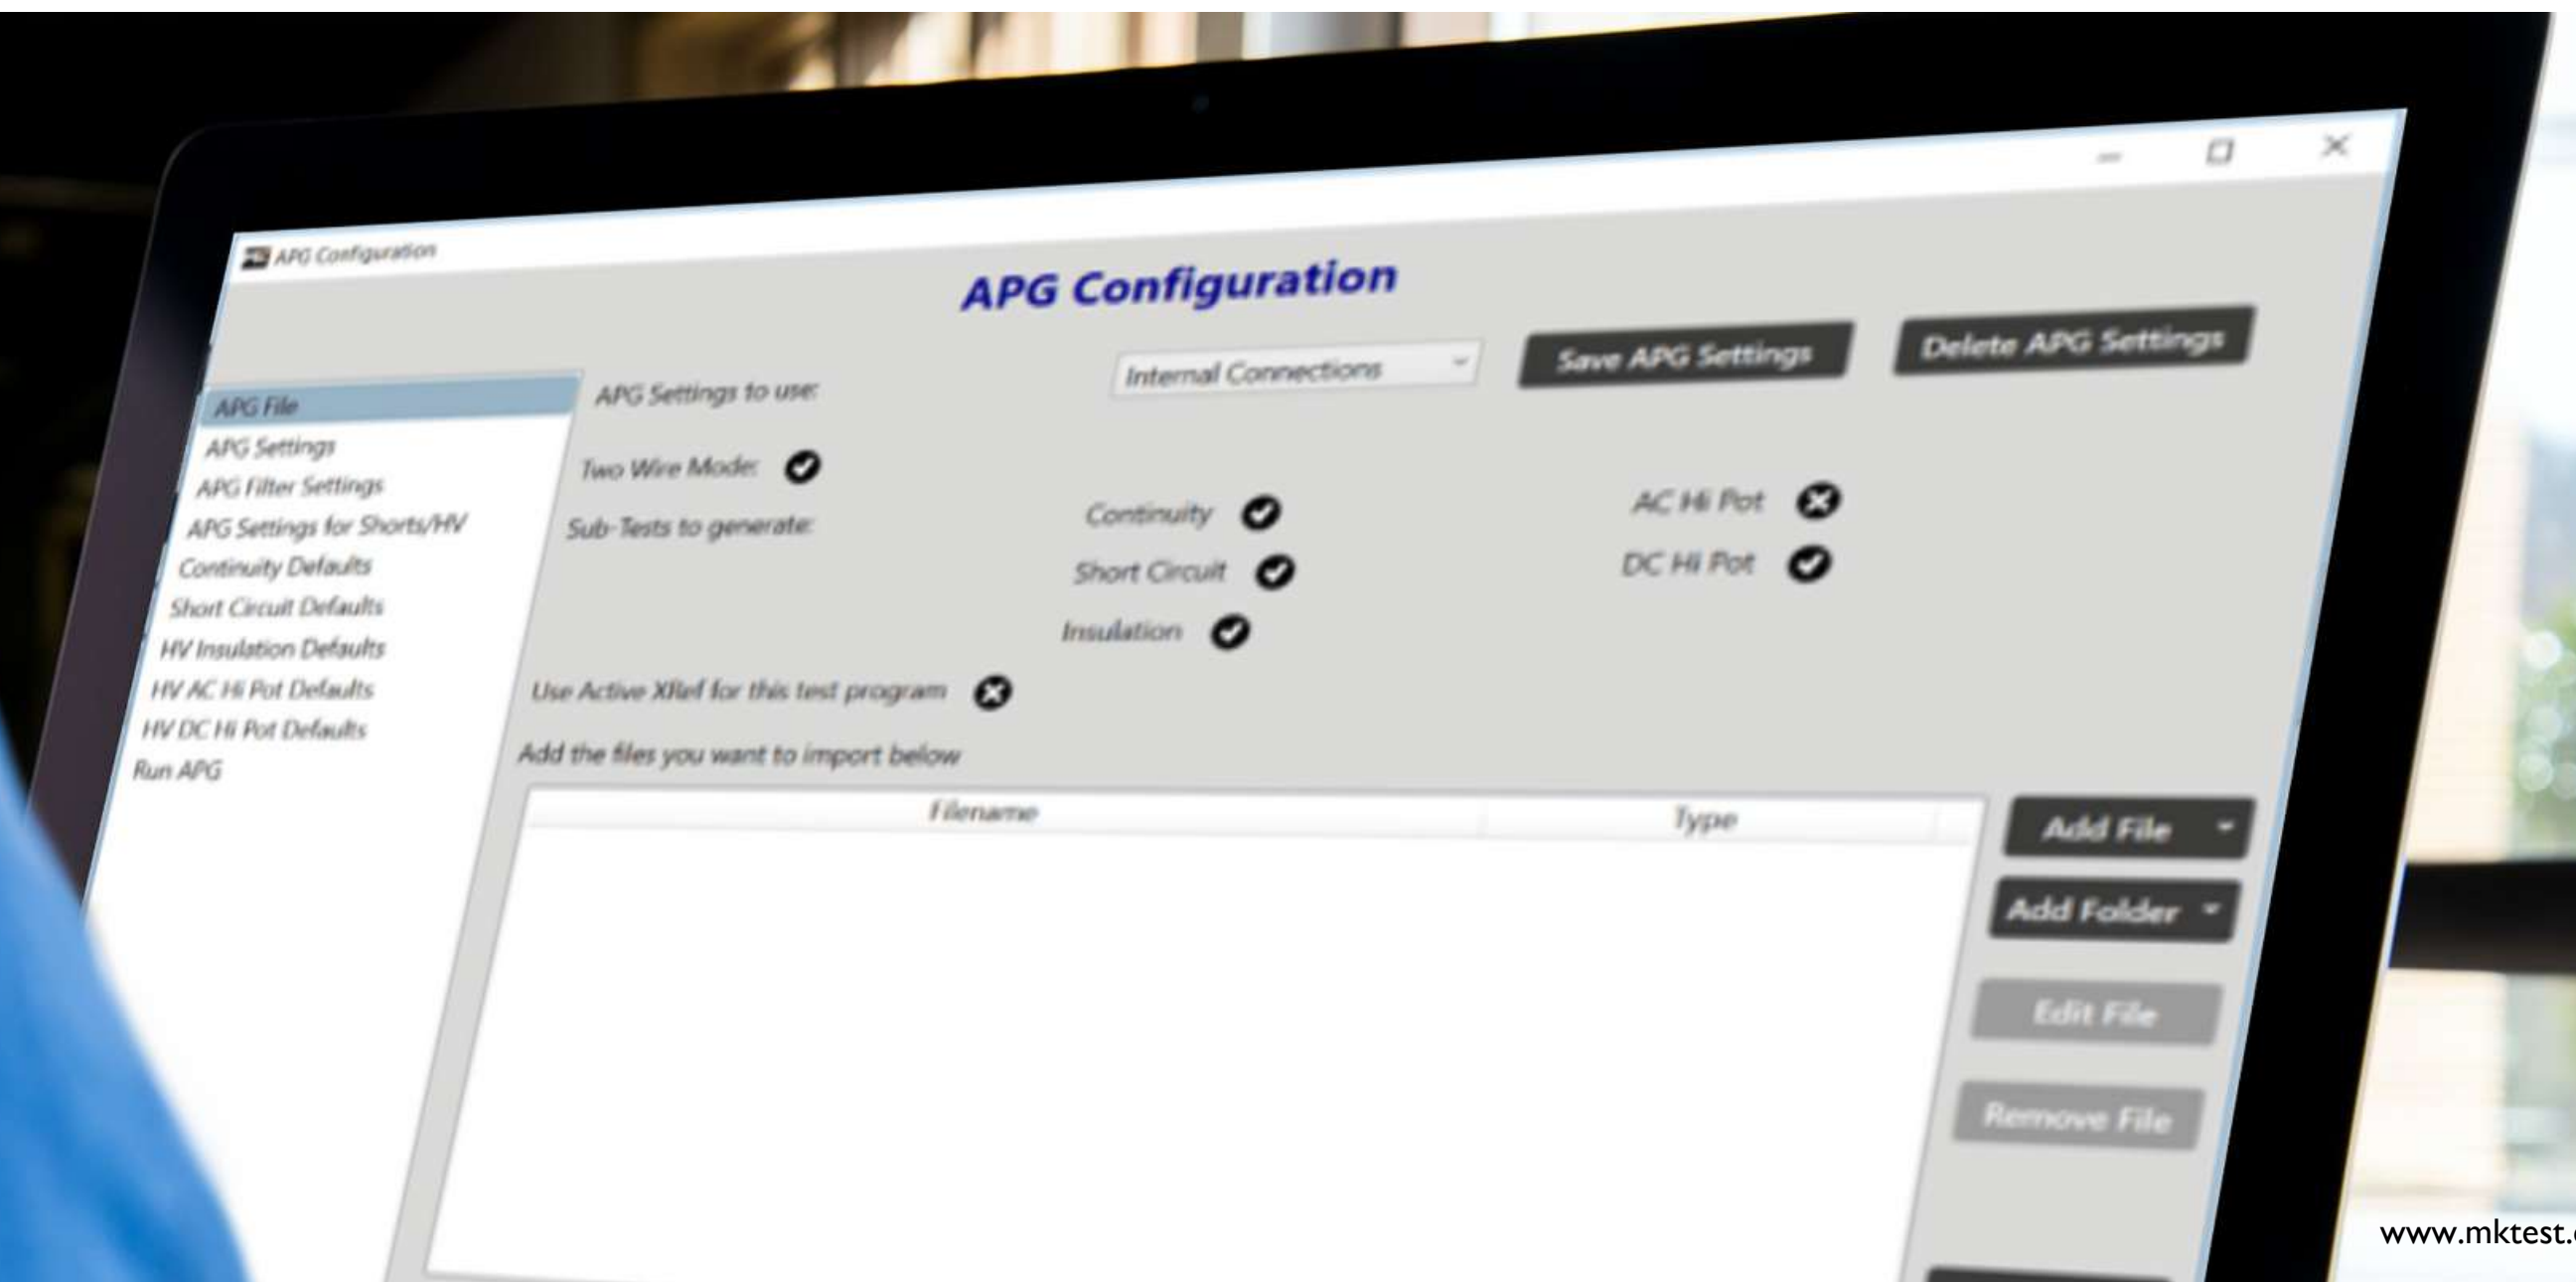 APG Configuration
APG Configuration
APG Settings to use:
Internal Connections
Save APG Settings
Delete APG Settings
APG File
APG Settings
APG Filter Settings
APG Settings for Shorts/HV
Continuity Defaults
Short Circuit Defaults
HV Insulation Defaults
HV AC Hi Pot Defaults
HV DC Hi Pot Defaults
Run APG
Two Wire Mode:
Sub-Tests to generate:
Continuity
AC Hi Pot
Short Circuit
DC Hi Pot
Insulation
Use Active XRef for this test program
Add the files you want to import below
Filename
Type
Add File
Add Folder
Edit File
Remove File
www.mktest.